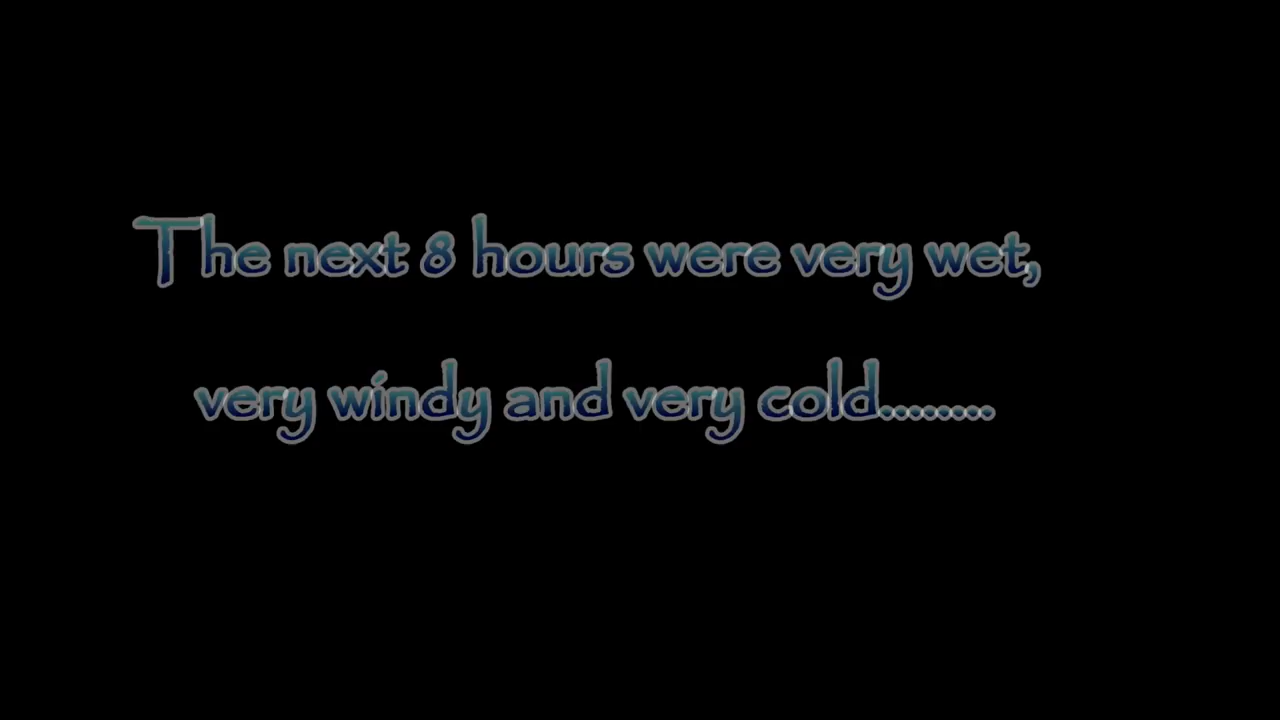 The next 8 hours were very wet,
very windy and very cold........